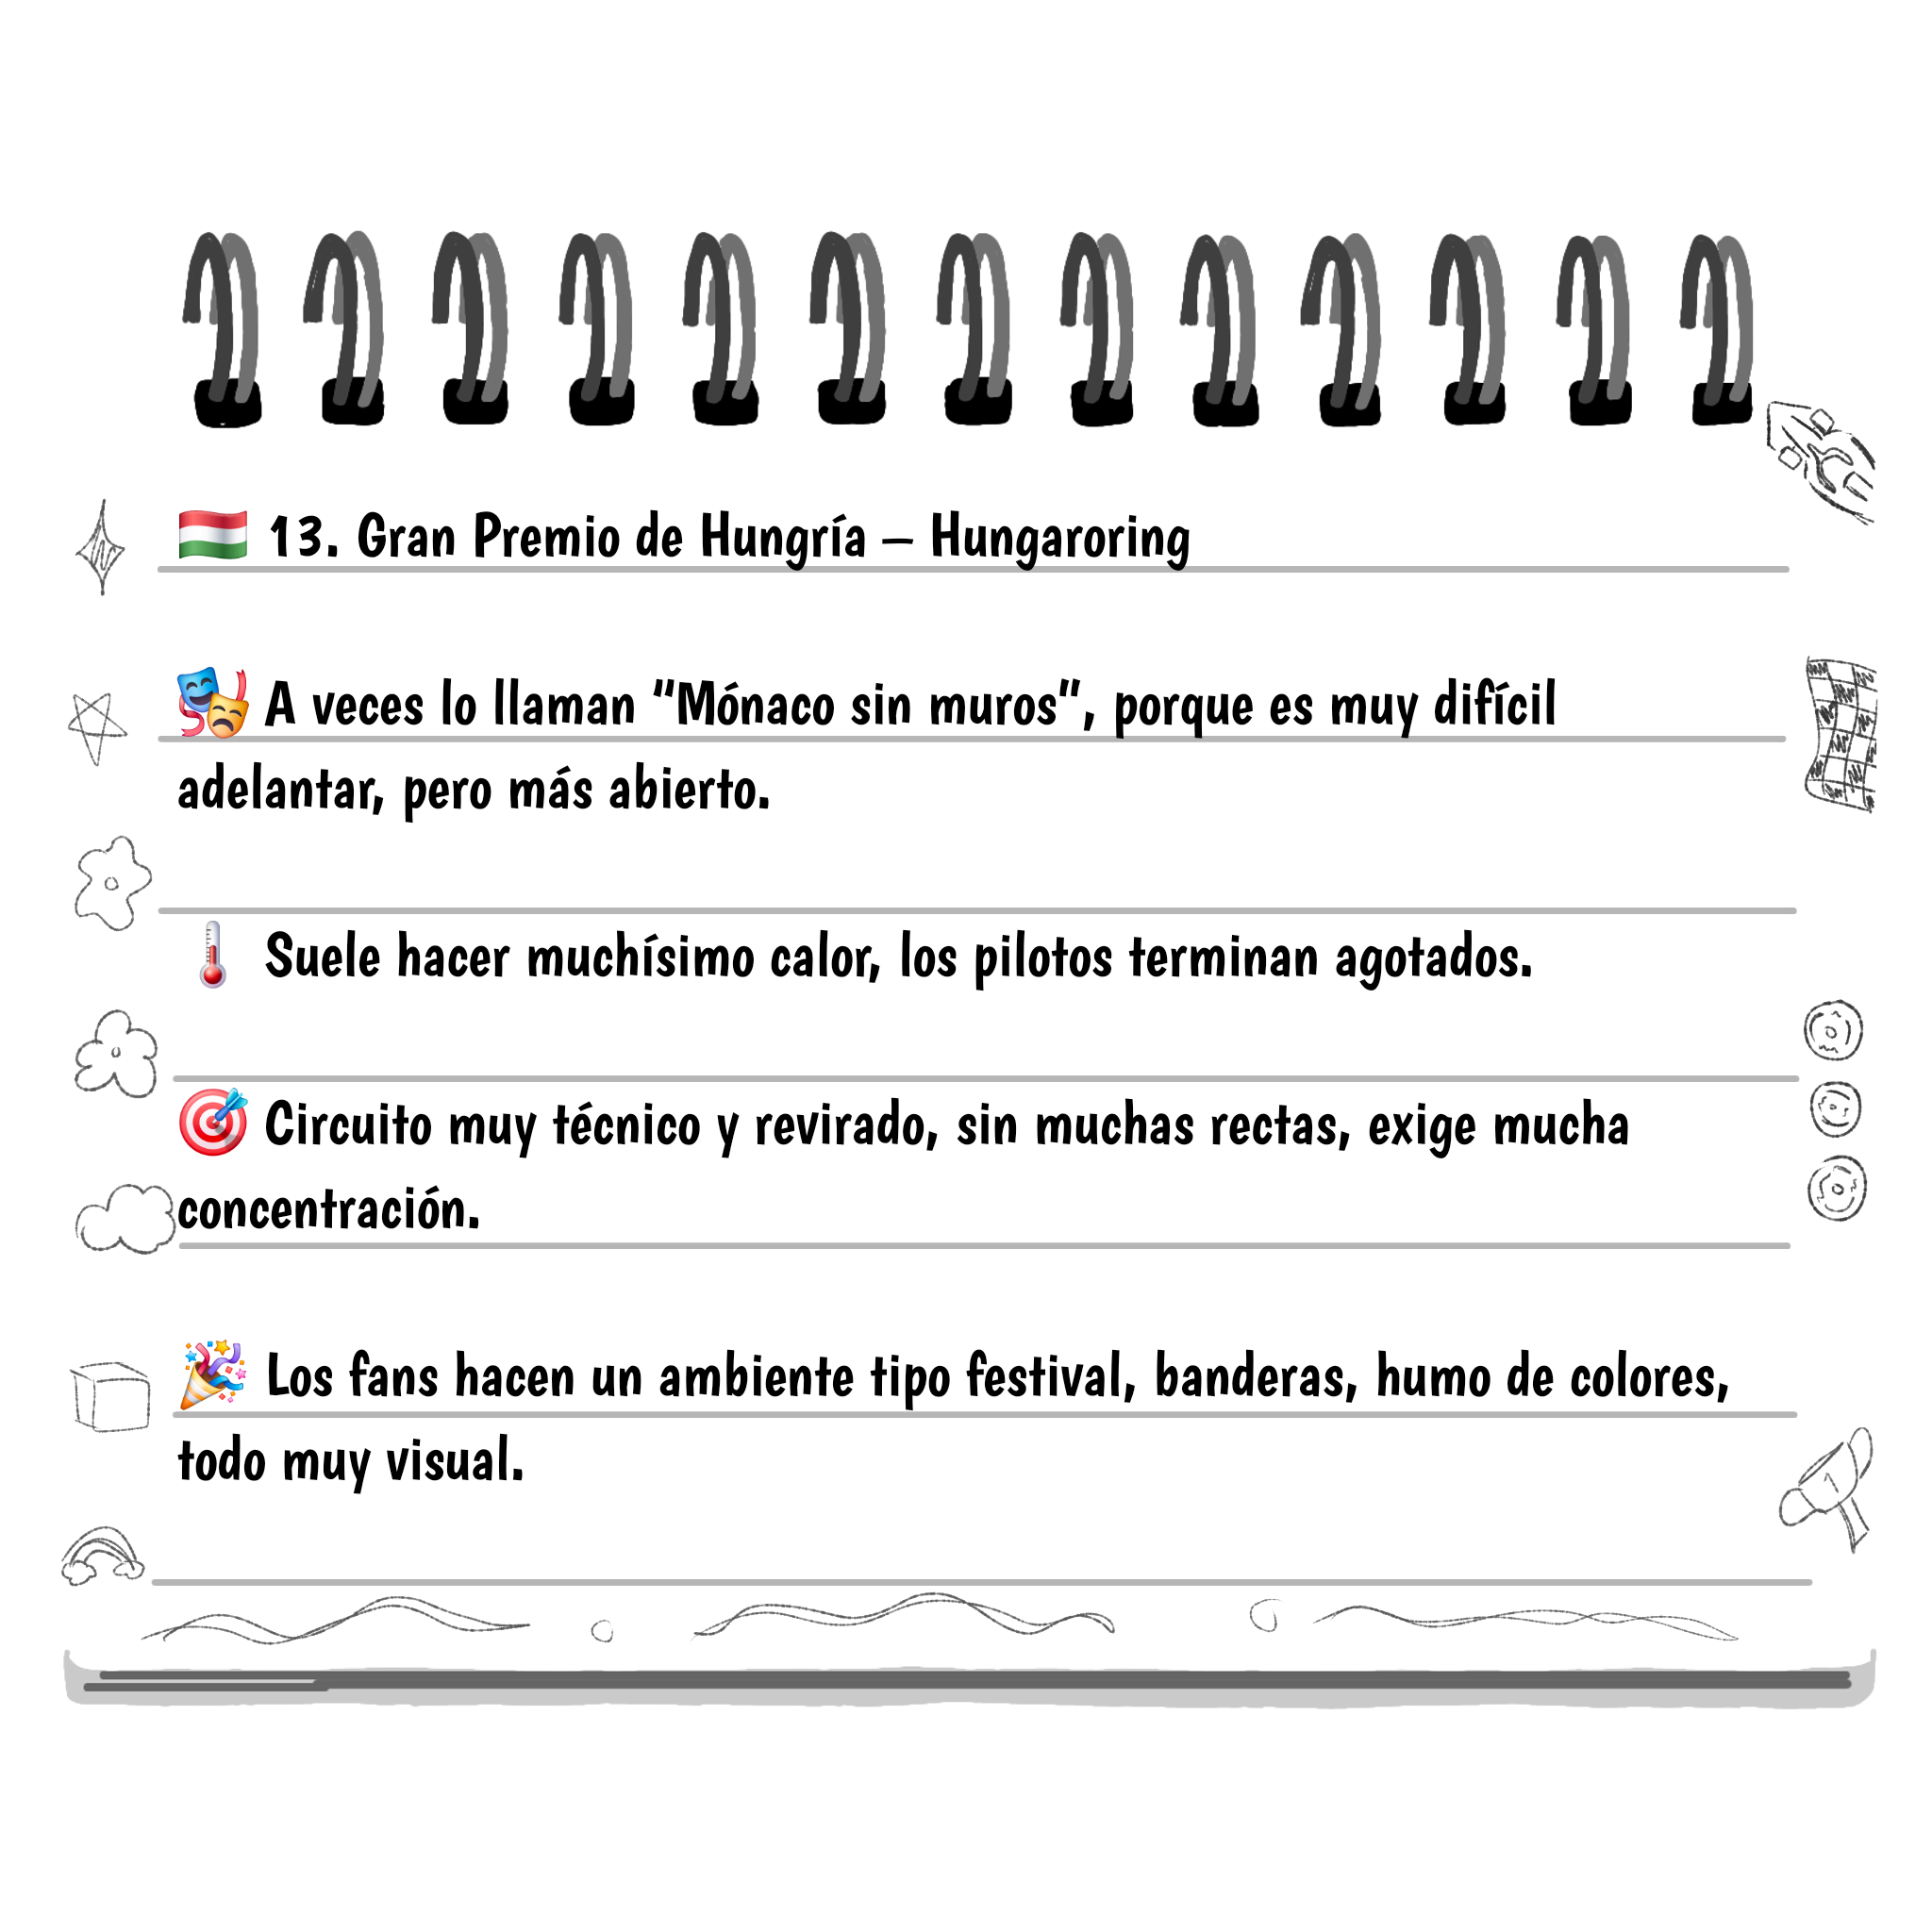 🇭🇺 13. Gran Premio de Hungría – Hungaroring
🎭 A veces lo llaman "Mónaco sin muros", porque es muy difícil
adelantar, pero más abierto.
🌡️ Suele hacer muchísimo calor, los pilotos terminan agotados.
🎯 Circuito muy técnico y revirado, sin muchas rectas, exige mucha
concentración.
🎉 Los fans hacen un ambiente tipo festival, banderas, humo de colores,
todo muy visual.